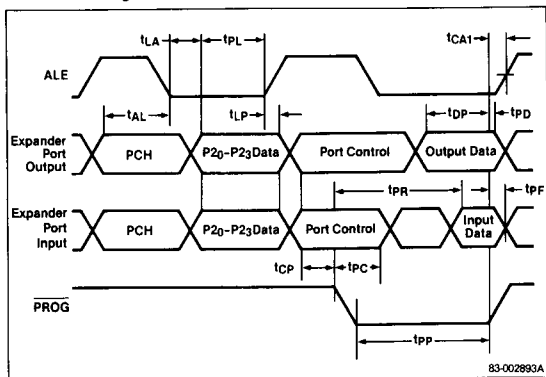 tLA
tPL
tCA1
ALE
tAL
tLP
tDP
tPD
Expander
Port
Output
PCH
P20-P23Data
Port Control
Output Data
tPR
tPF
Expander
Port
Input
PCH
P20-P23Data
Port Control
Input
Data
tCP
tPC
PROG
tPP
83-002893A